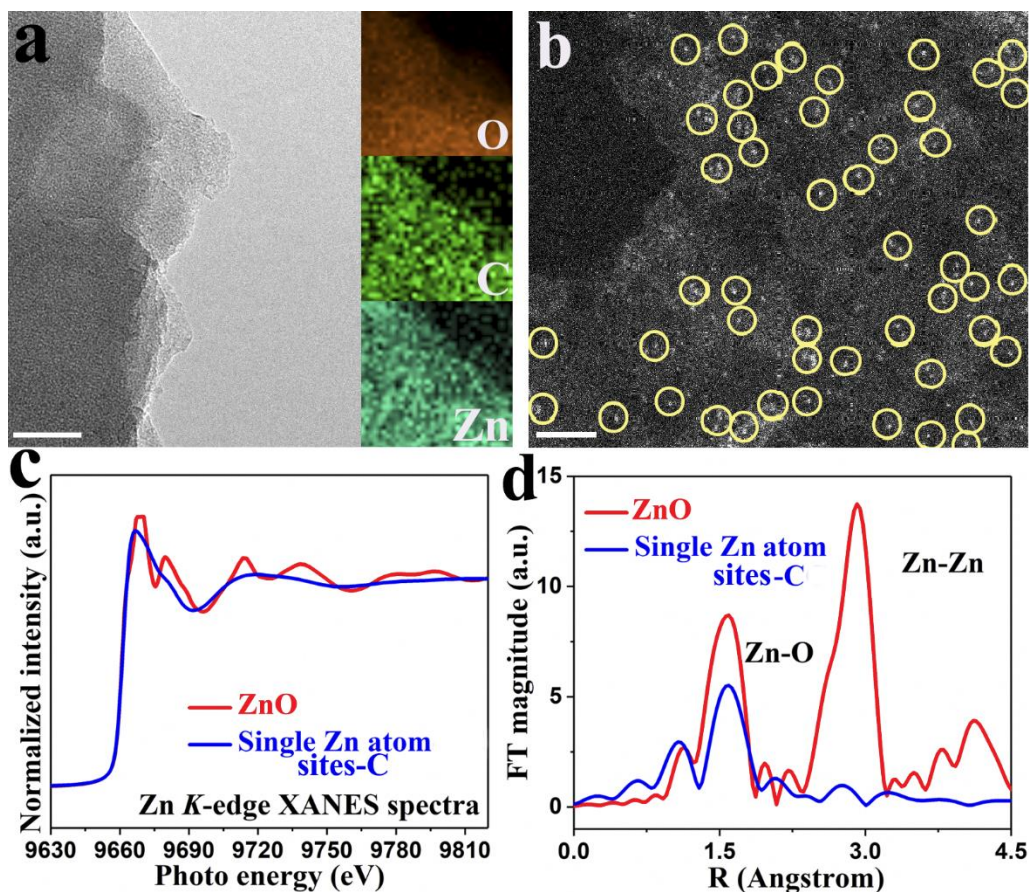 a
O
C
Zn
b
c
Normalized intensity (a.u.)
ZnO
Single Zn atom
sites-C
Zn K-edge XANES spectra
9630 9660 9690 9720 9750 9780 9810
Photo energy (eV)
d
FT magnitude (a.u.)
15
10
5
0
ZnO
Single Zn atom
sites-C
Zn-Zn
Zn-O
0.0 1.5 3.0 4.5
R (Angstrom)